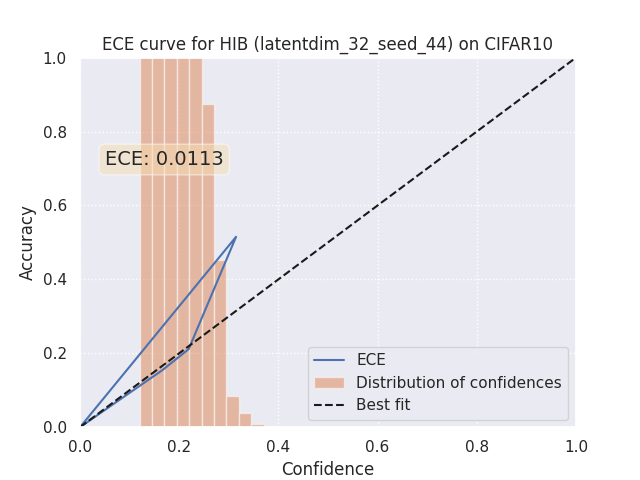 ECE curve for HIB (latentdim_32_seed_44) on CIFAR10
1.0
0.8
0.6
0.4
0.2
0.0
Accuracy
ECE: 0.0113
ECE
Distribution of confidences
Best fit
0.0 0.2 0.4 0.6 0.8 1.0
Confidence